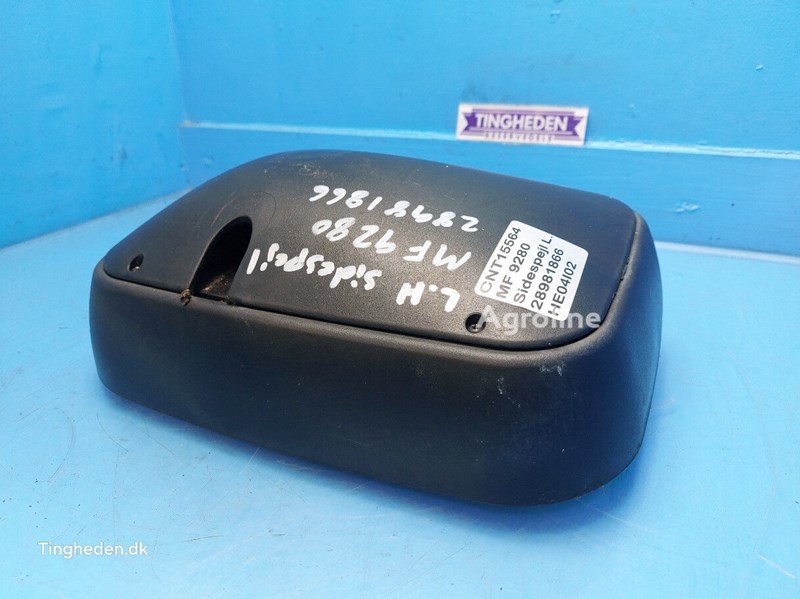 TINGHEDEN
L.H sidespejl
MF 9280
28981866
CNT15564
MF 9280
Sidespejl L.
28981866
HE04I02
Agroline
Tingheden.dk